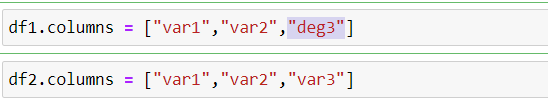 df1.columns = ["var1","var2","deg3"]
df2.columns = ["var1","var2","var3"]